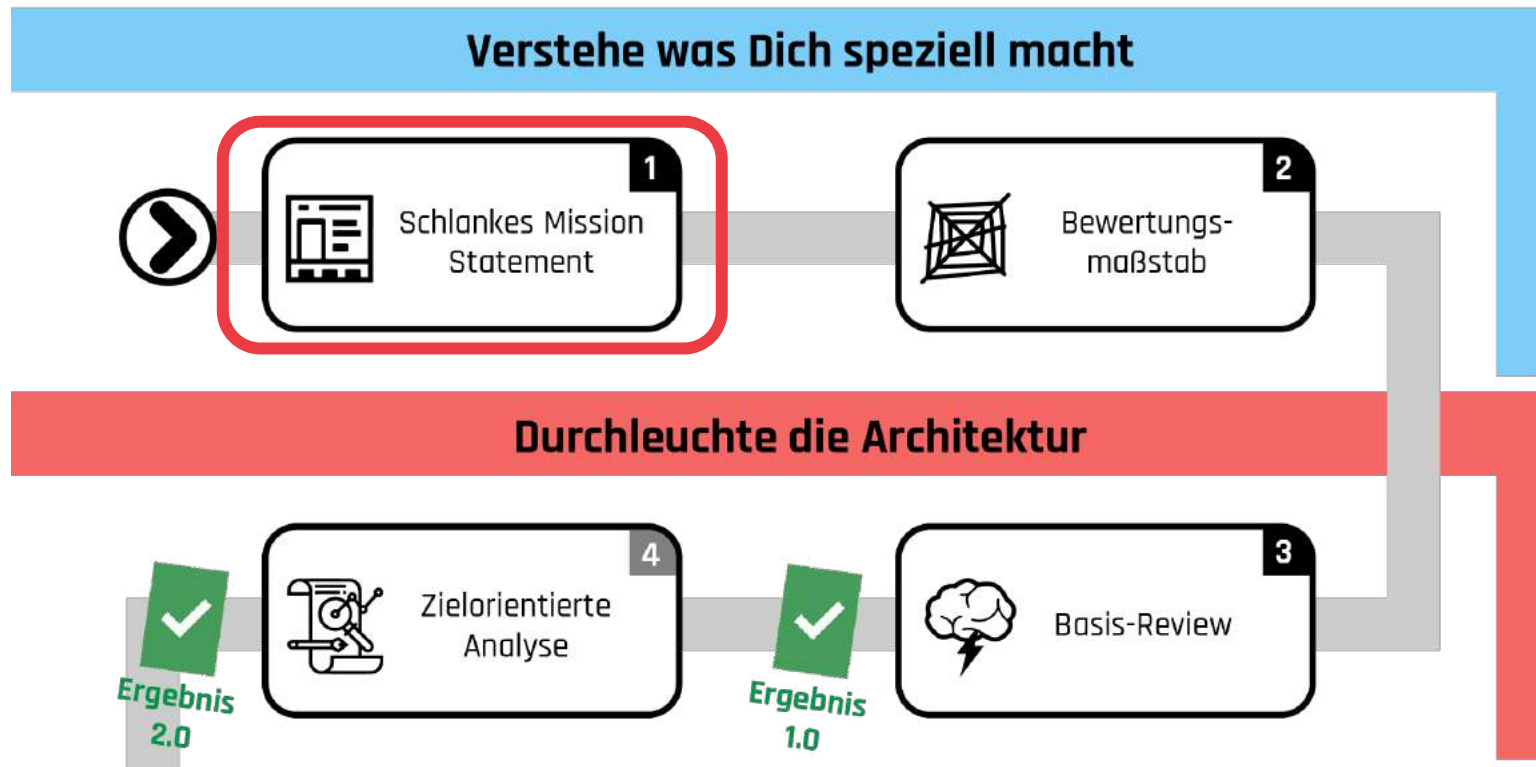 Verstehe was Dich speziell macht
1
Schlankes Mission
Statement
2
Bewertungs-
maßstab
Durchleuchte die Architektur
4
Zielorientierte
Analyse
Ergebnis
2.0
3
Basis-Review
Ergebnis
1.0